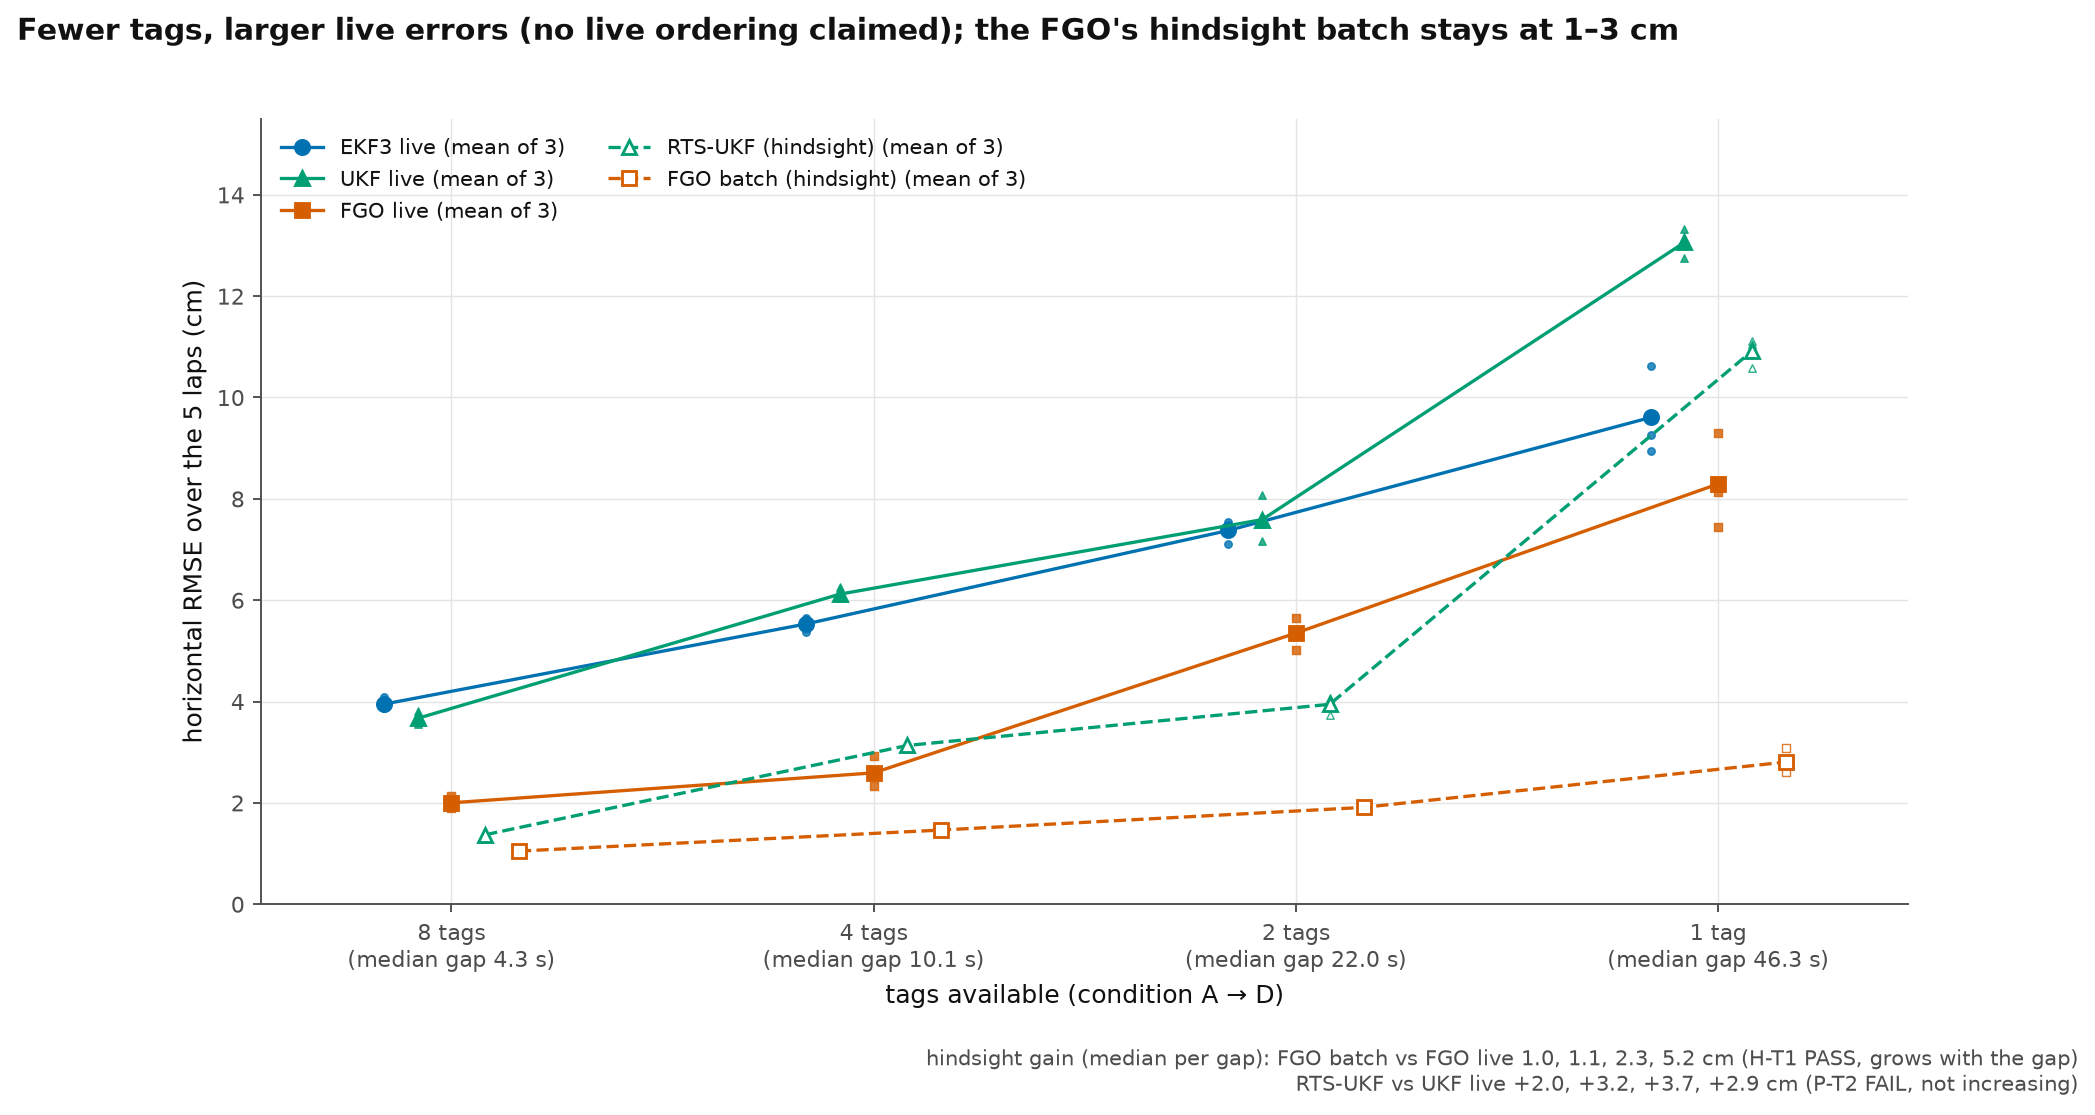 Fewer tags, larger live errors (no live ordering claimed); the FGO's hindsight batch stays at 1–3 cm
EKF3 live (mean of 3)
UKF live (mean of 3)
FGO live (mean of 3)
RTS-UKF (hindsight) (mean of 3)
FGO batch (hindsight) (mean of 3)
horizontal RMSE over the 5 laps (cm)
14
12
10
8
6
4
2
0
8 tags
(median gap 4.3 s)
4 tags
(median gap 10.1 s)
2 tags
(median gap 22.0 s)
1 tag
(median gap 46.3 s)
tags available (condition A → D)
hindsight gain (median per gap): FGO batch vs FGO live 1.0, 1.1, 2.3, 5.2 cm (H-T1 PASS, grows with the gap)
RTS-UKF vs UKF live +2.0, +3.2, +3.7, +2.9 cm (P-T2 FAIL, not increasing)